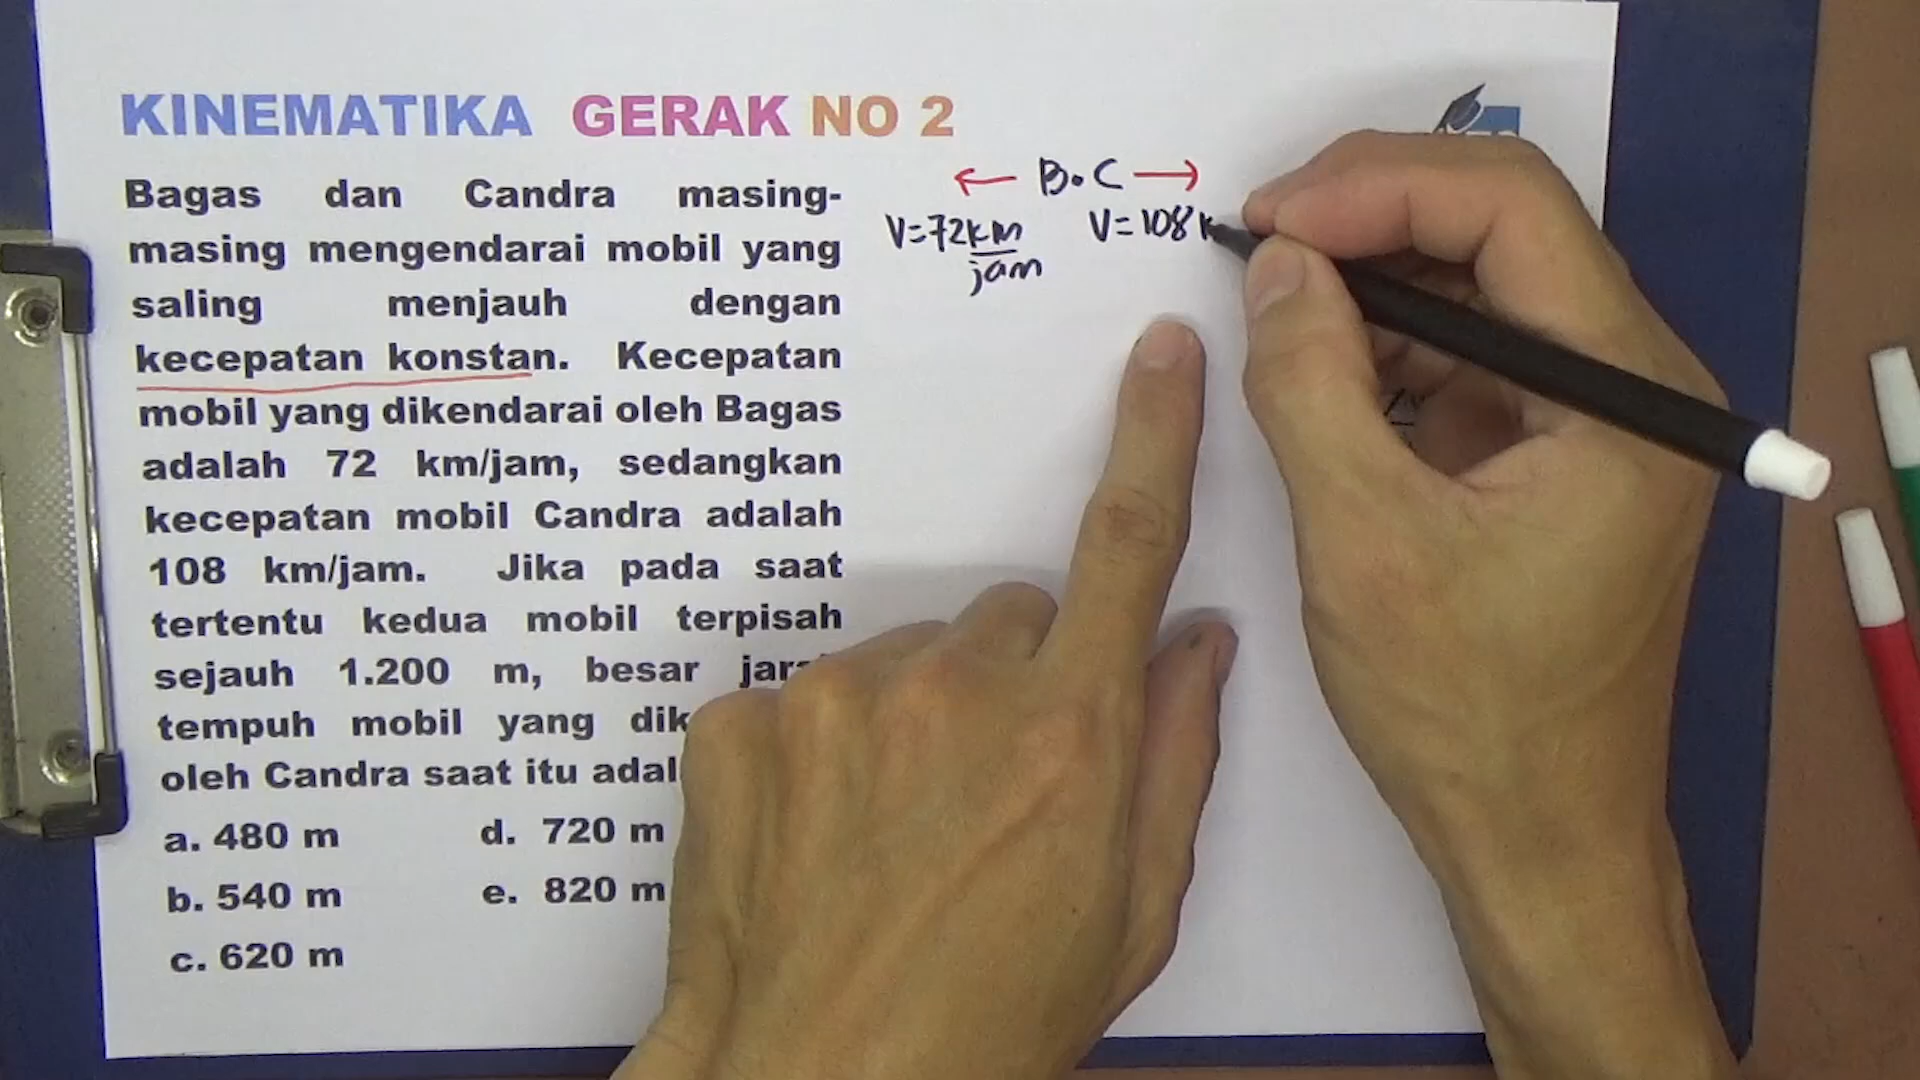 KINEMATIKA GERAK NO 2
Bagas dan Candra masing-
masing mengendarai mobil yang
saling menjauh dengan
kecepatan konstan. Kecepatan
mobil yang dikendarai oleh Bagas
adalah 72 km/jam, sedangkan
kecepatan mobil Candra adalah
108 km/jam. Jika pada saat
tertentu kedua mobil terpisah
sejauh 1.200 m, besar
tempuh mobil yang
oleh Candra saat itu
a. 480 m d. 720 m
b. 540 m e. 820 m
c. 620 m
← B.C →
V=72km/jam V=108